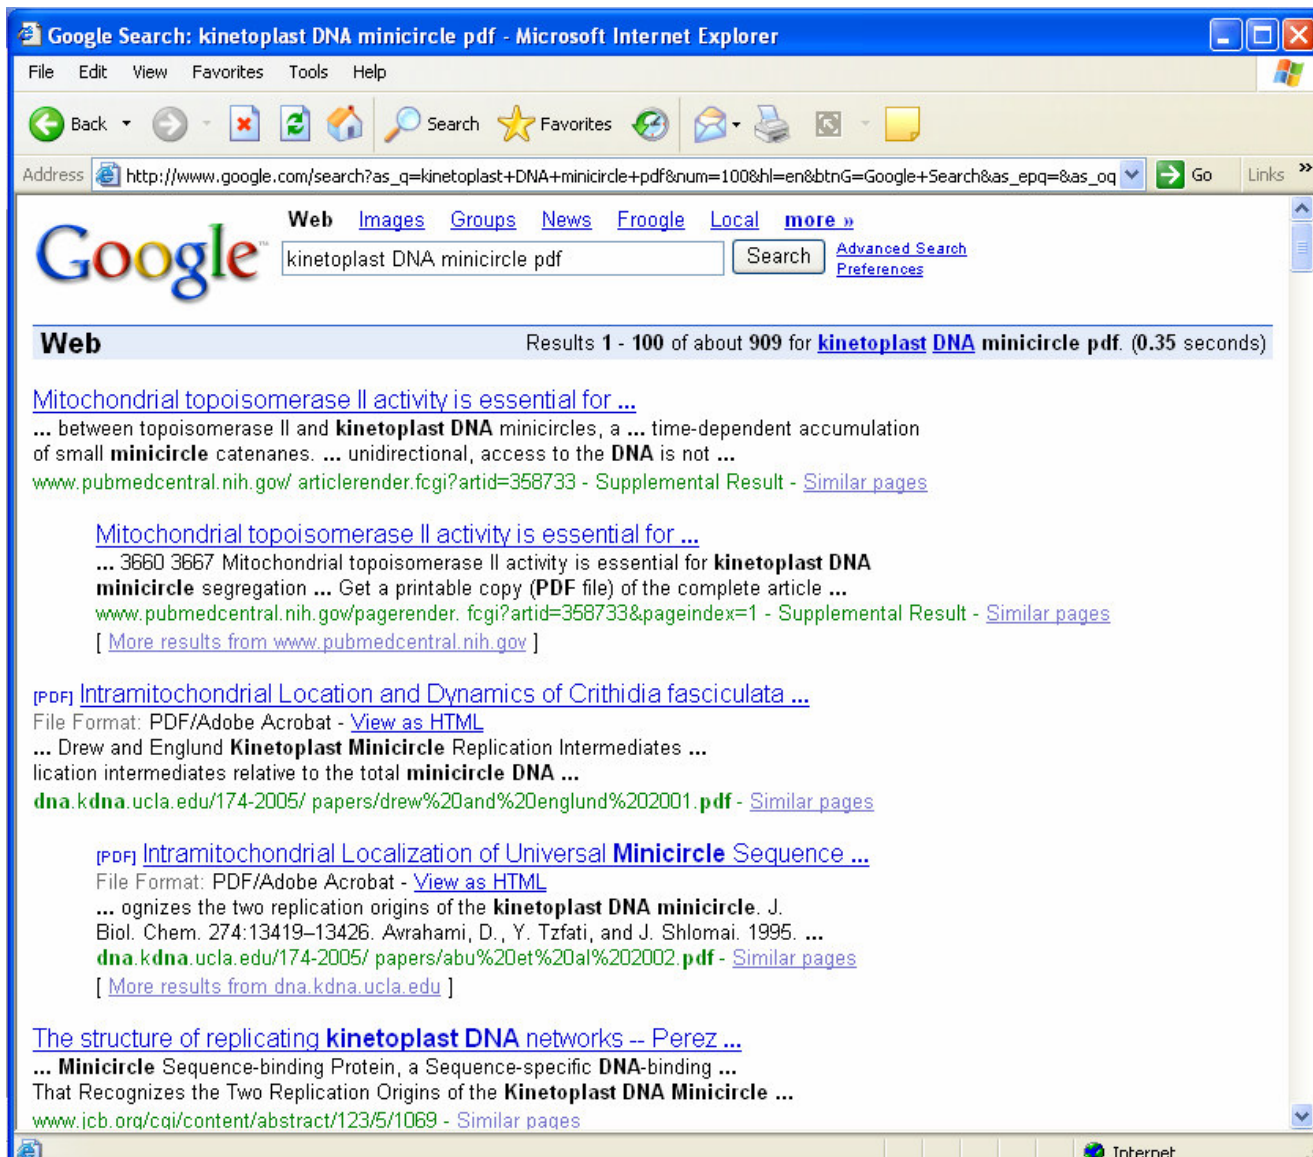 Google Search: kinetoplast DNA minicircle pdf - Microsoft Internet Explorer
File Edit View Favorites Tools Help
Back Search Favorites
Address http://www.google.com/search?as_q=kinetoplast+DNA+minicircle+pdf&num=100&hl=en&btnG=Google+Search&as_epq=&as_oq Go Links »
Web Images Groups News Froogle Local more »
Google™ kinetoplast DNA minicircle pdf Search Advanced Search
Preferences
Web Results 1 - 100 of about 909 for kinetoplast DNA minicircle pdf. (0.35 seconds)
Mitochondrial topoisomerase II activity is essential for ...
... between topoisomerase II and kinetoplast DNA minicircles, a ... time-dependent accumulation
of small minicircle catenanes. ... unidirectional, access to the DNA is not ...
www.pubmedcentral.nih.gov/ articlerender.fcgi?artid=358733 - Supplemental Result - Similar pages
Mitochondrial topoisomerase II activity is essential for ...
... 3660 3667 Mitochondrial topoisomerase II activity is essential for kinetoplast DNA
minicircle segregation ... Get a printable copy (PDF file) of the complete article ...
www.pubmedcentral.nih.gov/pagerender. fcgi?artid=358733&pageindex=1 - Supplemental Result - Similar pages
[ More results from www.pubmedcentral.nih.gov ]
[PDF] Intramitochondrial Location and Dynamics of Crithidia fasciculata ...
File Format: PDF/Adobe Acrobat - View as HTML
... Drew and Englund Kinetoplast Minicircle Replication Intermediates ...
lication intermediates relative to the total minicircle DNA ...
dna.kdna.ucla.edu/174-2005/ papers/drew%20and%20englund%202001.pdf - Similar pages
[PDF] Intramitochondrial Localization of Universal Minicircle Sequence ...
File Format: PDF/Adobe Acrobat - View as HTML
... ognizes the two replication origins of the kinetoplast DNA minicircle. J.
Biol. Chem. 274:13419–13426. Avrahami, D., Y. Tzfati, and J. Shlomai. 1995. ...
dna.kdna.ucla.edu/174-2005/ papers/abu%20et%20al%202002.pdf - Similar pages
[ More results from dna.kdna.ucla.edu ]
The structure of replicating kinetoplast DNA networks -- Perez ...
... Minicircle Sequence-binding Protein, a Sequence-specific DNA-binding ...
That Recognizes the Two Replication Origins of the Kinetoplast DNA Minicircle ...
www.jcb.org/cgi/content/abstract/123/5/1069 - Similar pages
Internet